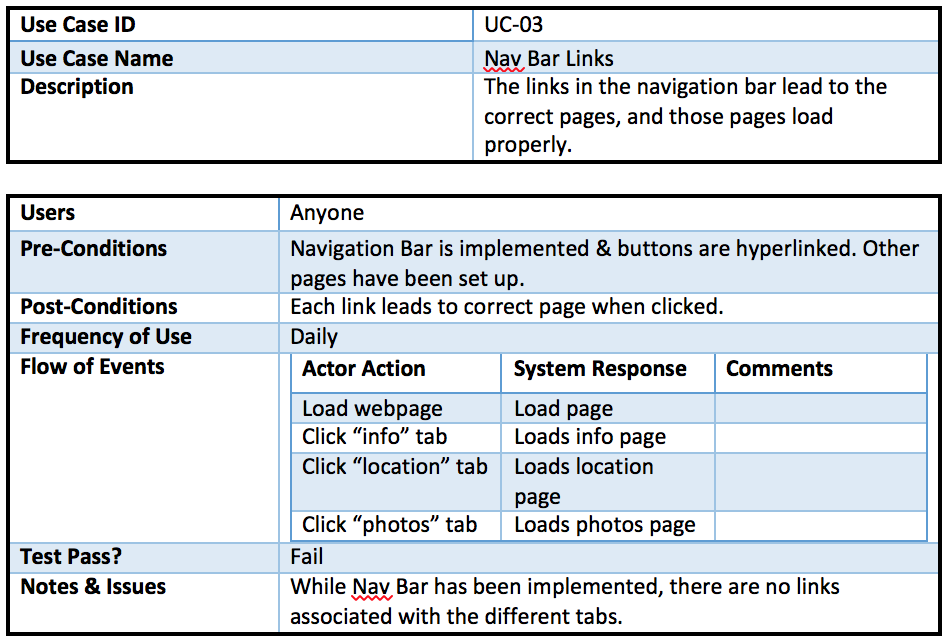 Use Case ID UC-03
Use Case Name Nav Bar Links
Description The links in the navigation bar lead to the
correct pages, and those pages load
properly.
Users Anyone
Pre-Conditions Navigation Bar is implemented & buttons are hyperlinked. Other
pages have been set up.
Post-Conditions Each link leads to correct page when clicked.
Frequency of Use Daily
Flow of Events Actor Action System Response Comments
Load webpage Load page
Click “info” tab Loads info page
Click “location” tab Loads location
page
Click “photos” tab Loads photos page
Test Pass? Fail
Notes & Issues While Nav Bar has been implemented, there are no links
associated with the different tabs.